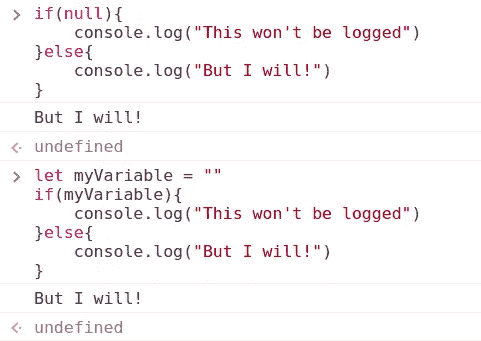 if(null){
    console.log("This won't be logged")
}else{
    console.log("But I will!")
}
But I will!
undefined
let myVariable = ""
if(myVariable){
    console.log("This won't be logged")
}else{
    console.log("But I will!")
}
But I will!
undefined